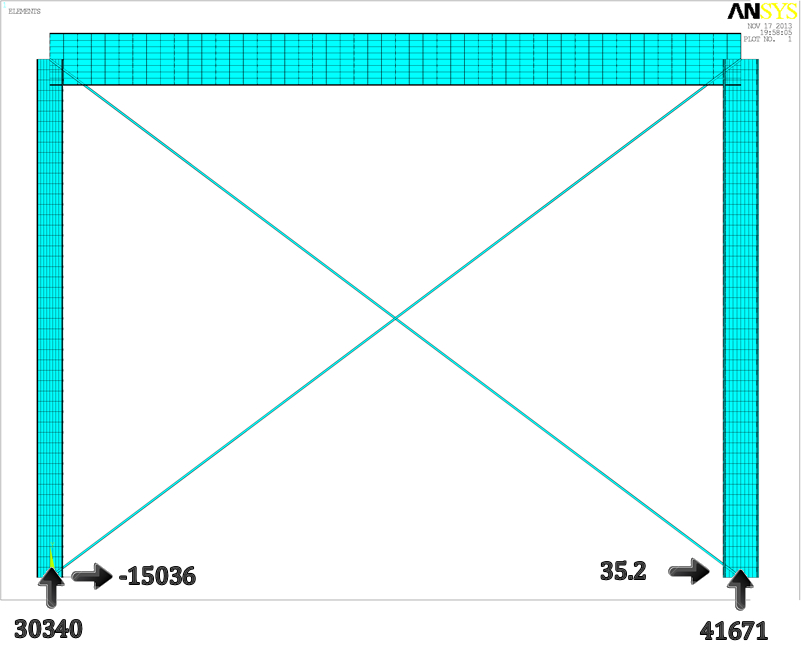 ELEMENTS
ANSYS
NOV 17 2013
19:58:05
PLOT NO. 1
-15036
35.2
30340
41671